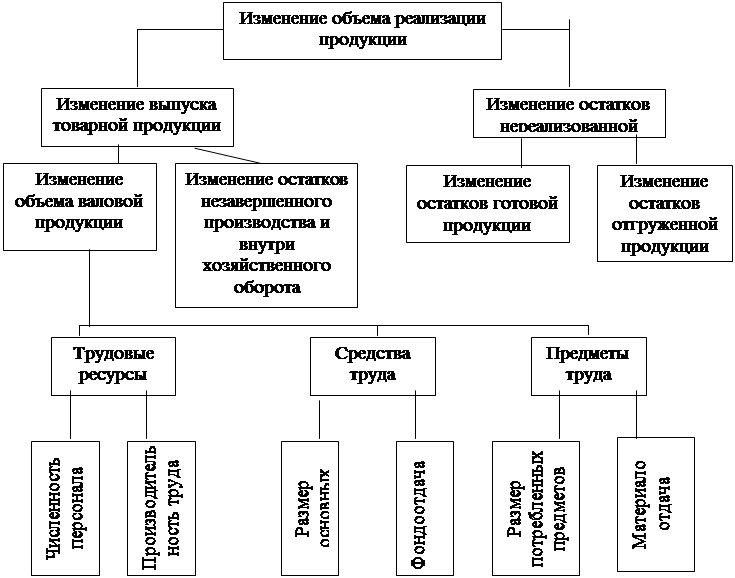 Изменение объема реализации
продукции
Изменение выпуска
товарной продукции
Изменение остатков
нереализованной
Изменение
объема валовой
продукции
Изменение остатков
незавершенного
производства и
внутри
хозяйственного
оборота
Изменение
остатков готовой
продукции
Изменение
остатков
отгруженной
продукции
Трудовые
ресурсы
Средства
труда
Предметы
труда
Численность
персонала
Производитель
ность труда
Размер
основных
Фондоотдача
Размер
потребленных
предметов
Материало
отдача